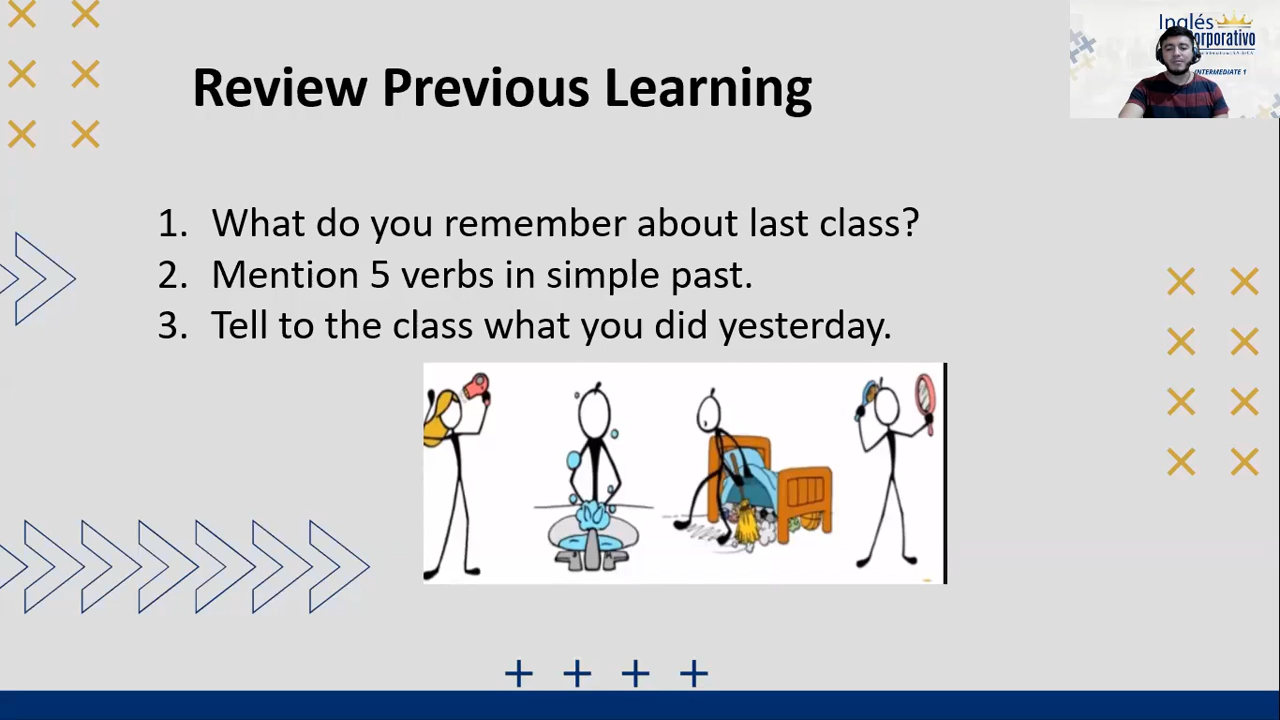 Review Previous Learning
1. What do you remember about last class?
2. Mention 5 verbs in simple past.
3. Tell to the class what you did yesterday.
Inglés
orporativo
INTERMEDIATE 1